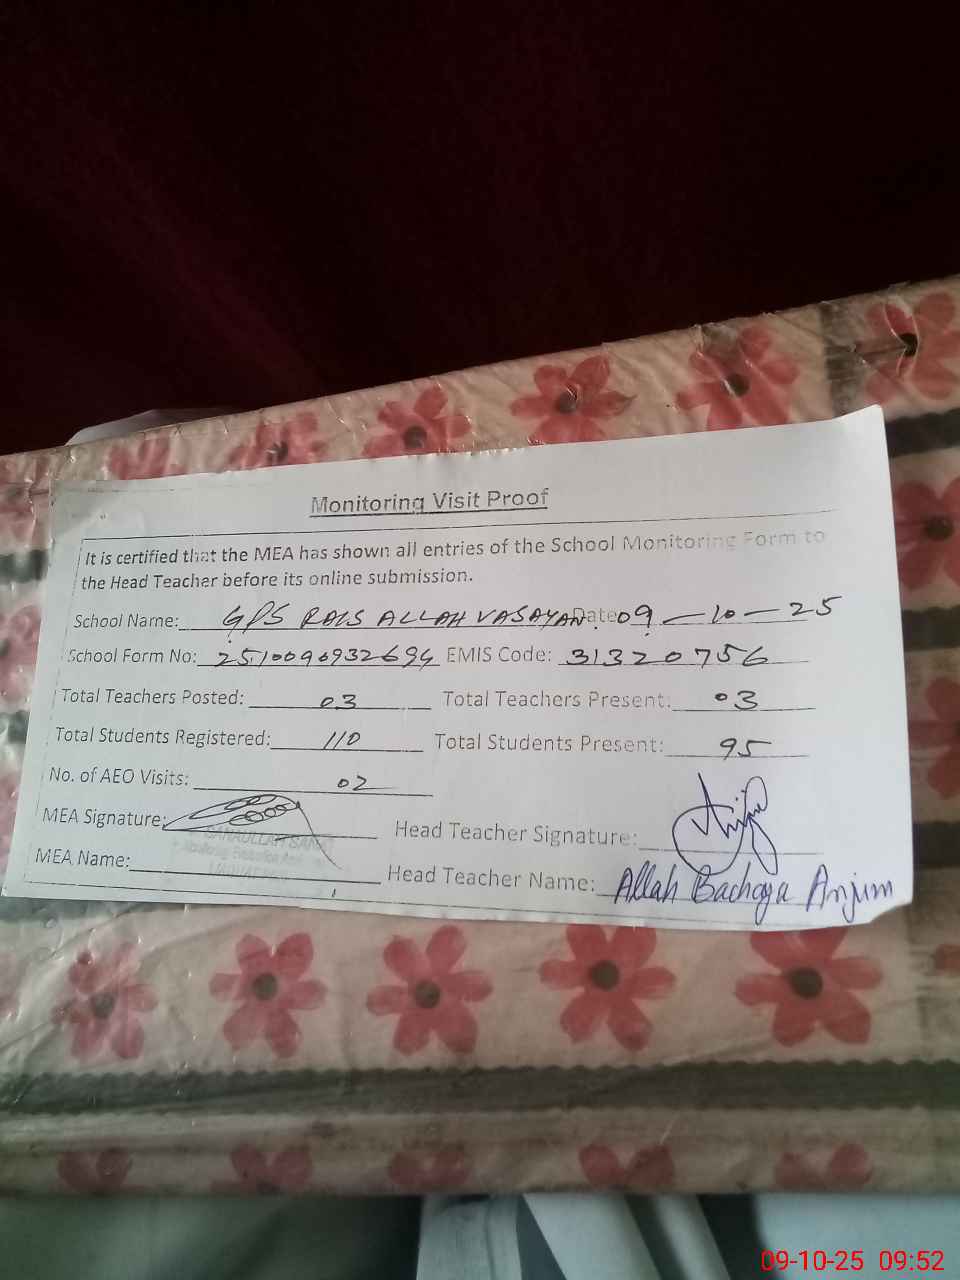 Monitoring Visit Proof
It is certified that the MEA has shown all entries of the School Monitoring Form to
the Head Teacher before its online submission.
School Name: GPS RAIS ALLAH VASAYAN Date 09-10-25
School Form No: 2510090932694 EMIS Code: 31320756
Total Teachers Posted: 03 Total Teachers Present: 03
Total Students Registered: 110 Total Students Present: 95
No. of AEO Visits: 02
MEA Signature: Head Teacher Signature: Anjum
SANAULLAH
MEA Name: Head Teacher Name: Allah Bachaya Anjum
09-10-25 09:52